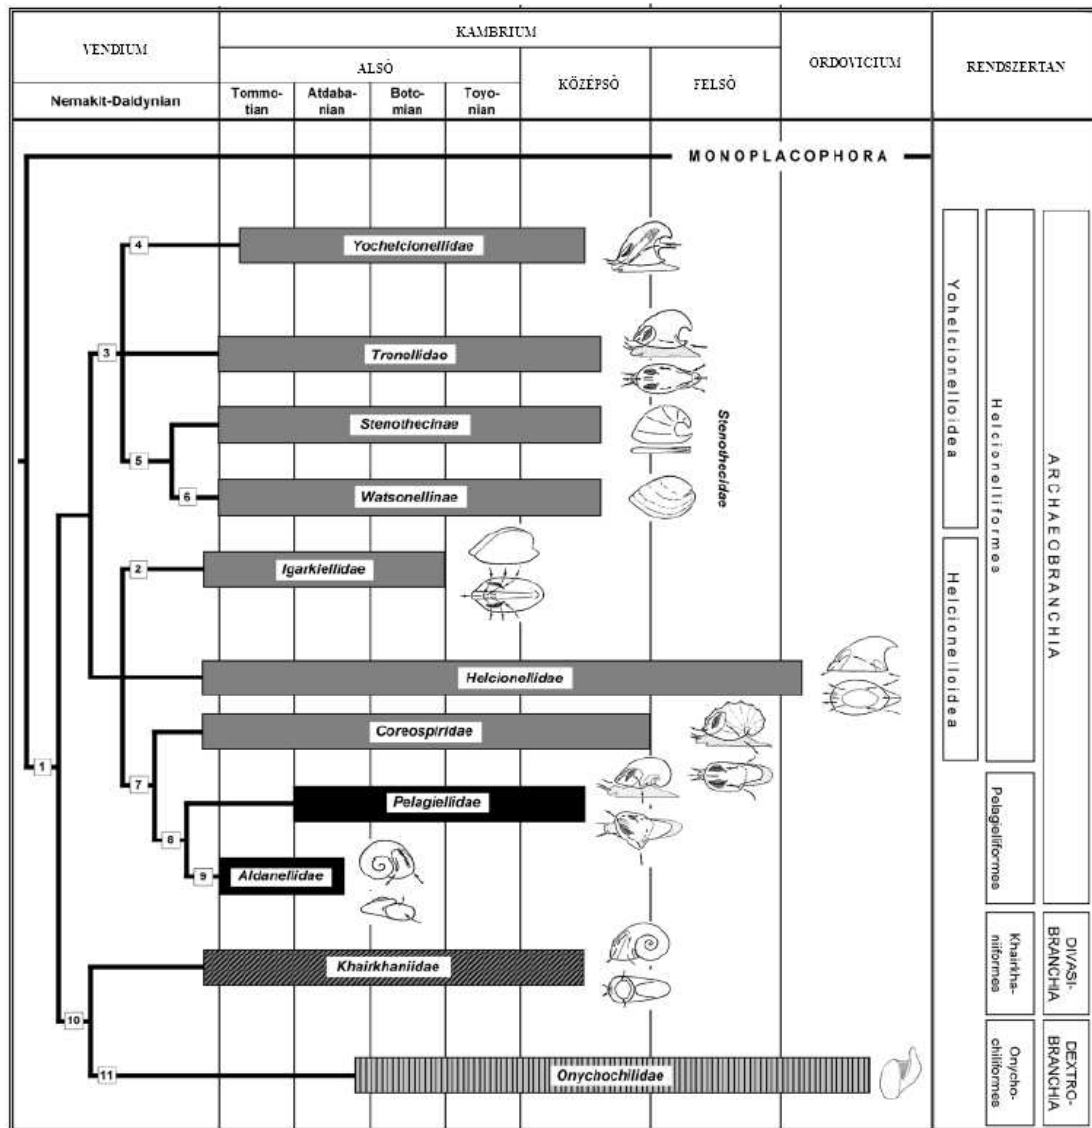 VENDIUM
KAMBRIUM
ORDOVICIUM
RENDSZERTAN
ALSÓ
KÖZÉPSŐ
FELSŐ
Nemakit-Daldynian
Tommo-
tian
Atdaba-
nian
Boto-
mian
Toyo-
nian
MONOPLACOPHORA
4
Yochelcionellidae
3
Trenellidae
Stenothecinae
5
Stenothecidae
6
Watsonellinae
2
Igarkiellidae
Helcionellidae
Coreospiridae
1
7
Pelagiellidae
8
9
Aldanellidae
Khairkhaniidae
10
11
Onychochilidae
Yohelcionelloidea
Helcionelloidea
Helcionelliformes
Pelagielliformes
Khairkha-
niiformes
Onycho-
chiliformes
ARCHAEOBRANCHIA
DIVASI-
BRANCHIA
DEXTRO-
BRANCHIA